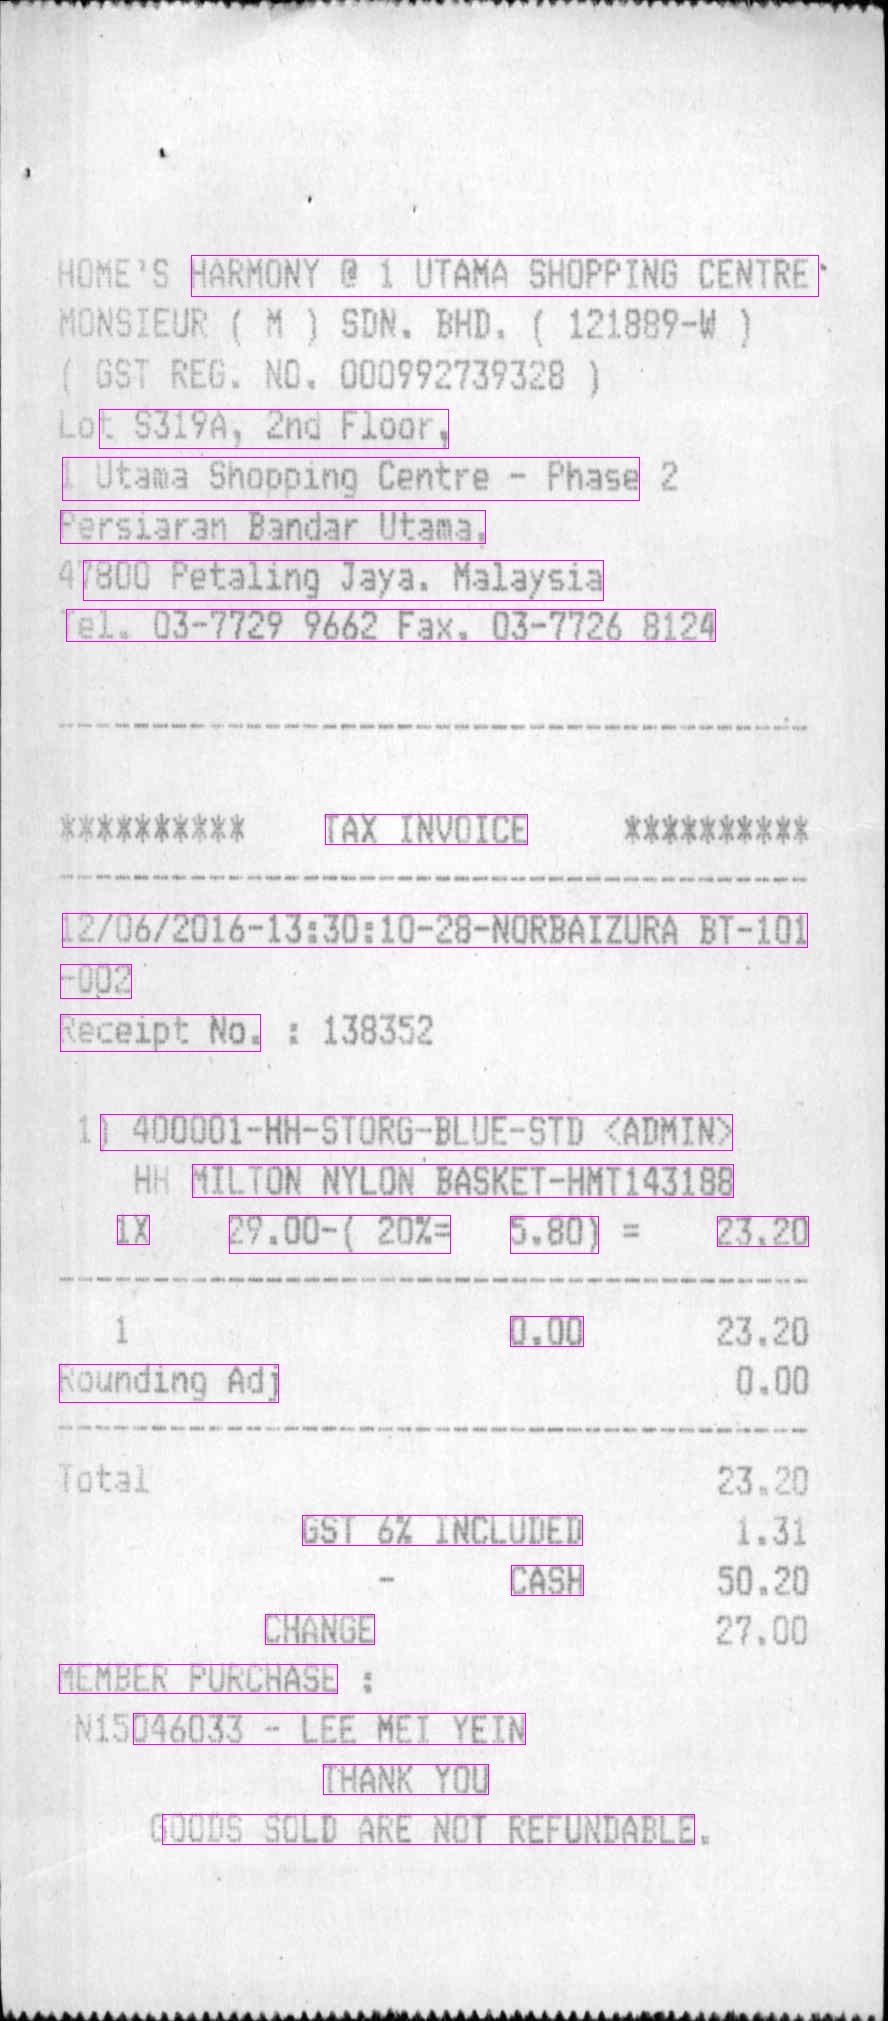 HOME'S HARMONY @ 1 UTAMA SHOPPING CENTRE
MONSIEUR ( M ) SDN. BHD. ( 121889-W )
( GST REG. NO. 000992739328 )
Lot S319A, 2nd Floor,
1 Utama Shopping Centre - Phase 2
Persiaran Bandar Utama.
47800 Petaling Jaya. Malaysia
Tel. 03-7729 9662 Fax. 03-7726 8124
----------------------------------------
********** TAX INVOICE **********
----------------------------------------
12/06/2016-13:30:10-28-NORBAIZURA BT-101
-002
Receipt No. : 138352
1) 400001-HH-STORG-BLUE-STD <ADMIN>
HH MILTON NYLON BASKET-HMT143188
1X 29.00-( 20%= 5.80) = 23.20
----------------------------------------
1 0.00 23.20
Rounding Adj 0.00
----------------------------------------
Total 23.20
GST 6% INCLUDED 1.31
- CASH 50.20
CHANGE 27.00
MEMBER PURCHASE :
N15046033 - LEE MEI YEIN
THANK YOU
GOODS SOLD ARE NOT REFUNDABLE.